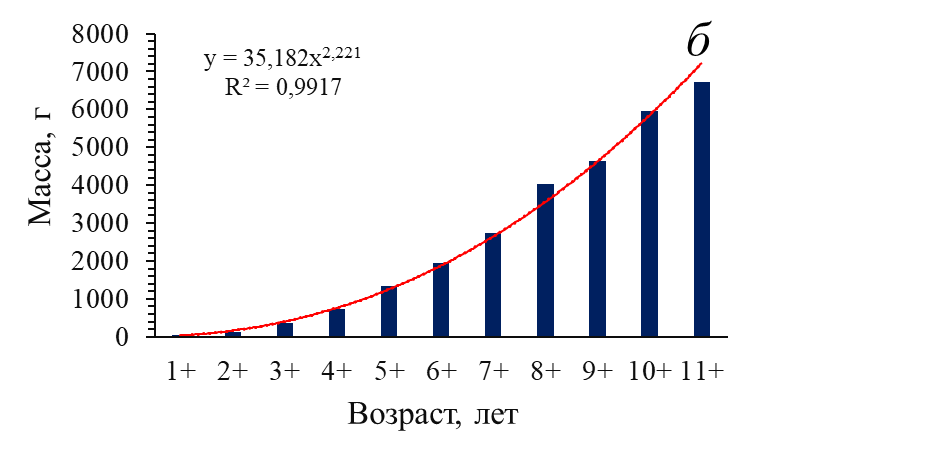 б
y = 35,182x^2,221
R² = 0,9917
Масса, г
8000
7000
6000
5000
4000
3000
2000
1000
0
1+ 2+ 3+ 4+ 5+ 6+ 7+ 8+ 9+ 10+ 11+
Возраст, лет